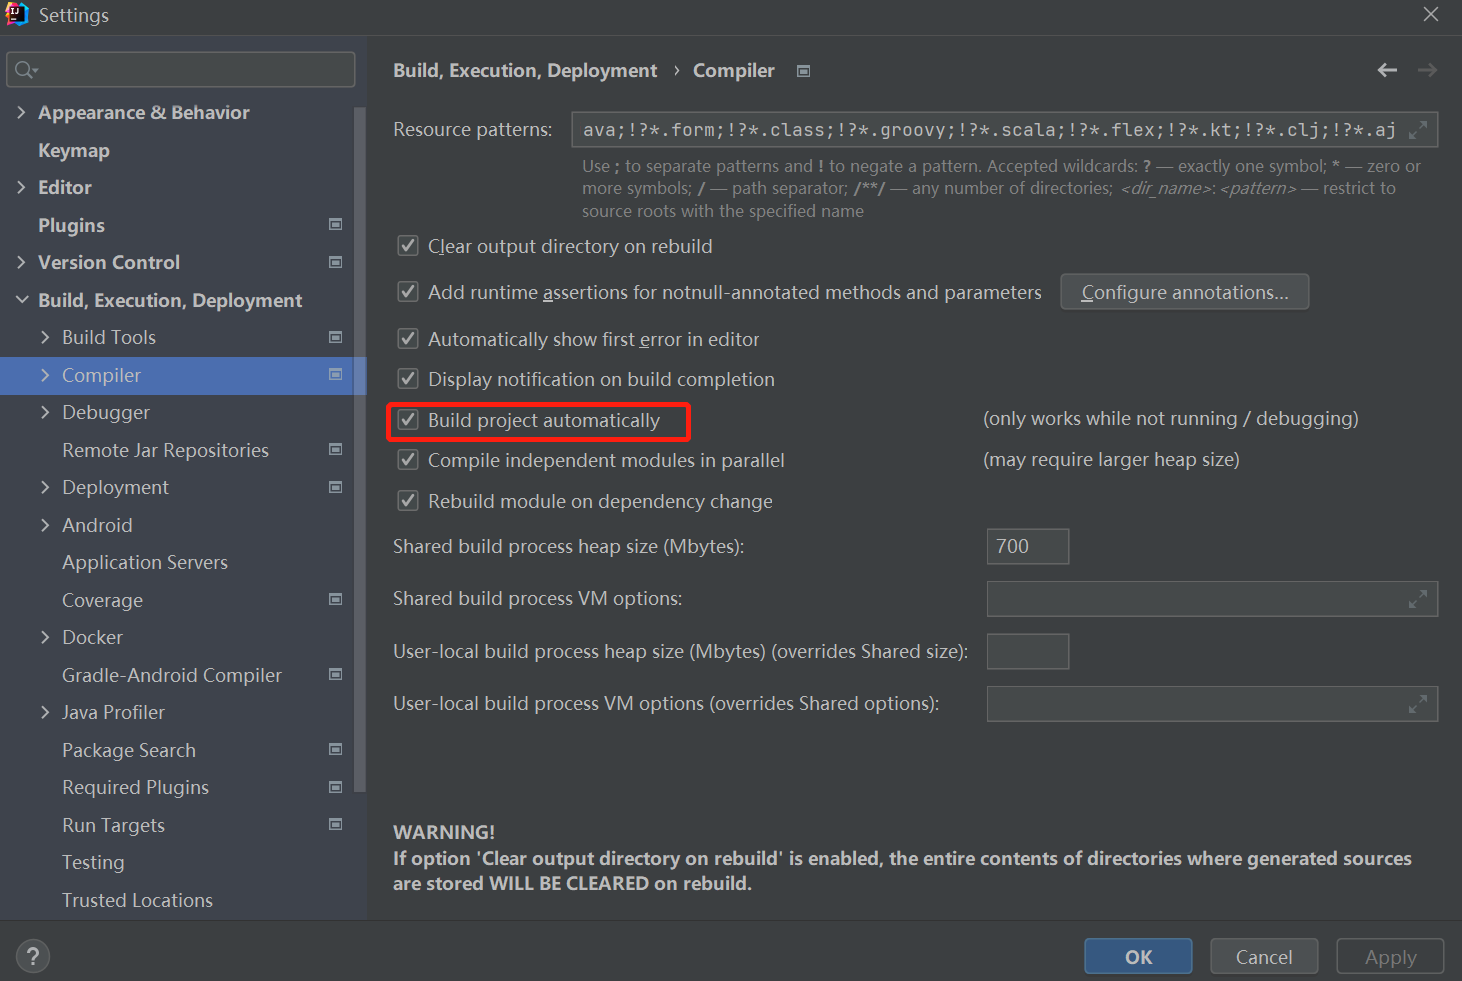 Settings
Appearance & Behavior
Keymap
Editor
Plugins
Version Control
Build, Execution, Deployment
Build Tools
Compiler
Debugger
Remote Jar Repositories
Deployment
Android
Application Servers
Coverage
Docker
Gradle-Android Compiler
Java Profiler
Package Search
Required Plugins
Run Targets
Testing
Trusted Locations
Build, Execution, Deployment › Compiler
Resource patterns: ava;!?*.form;!?*.class;!?*.groovy;!?*.scala;!?*.flex;!?*.kt;!?*.clj;!?*.aj
Use ; to separate patterns and ! to negate a pattern. Accepted wildcards: ? — exactly one symbol; * — zero or
more symbols; / — path separator; /**/ — any number of directories; <dir_name>:<pattern> — restrict to
source roots with the specified name
Clear output directory on rebuild
Add runtime assertions for notnull-annotated methods and parameters Configure annotations...
Automatically show first error in editor
Display notification on build completion
Build project automatically (only works while not running / debugging)
Compile independent modules in parallel (may require larger heap size)
Rebuild module on dependency change
Shared build process heap size (Mbytes): 700
Shared build process VM options:
User-local build process heap size (Mbytes) (overrides Shared size):
User-local build process VM options (overrides Shared options):
WARNING!
If option 'Clear output directory on rebuild' is enabled, the entire contents of directories where generated sources
are stored WILL BE CLEARED on rebuild.
? OK Cancel Apply